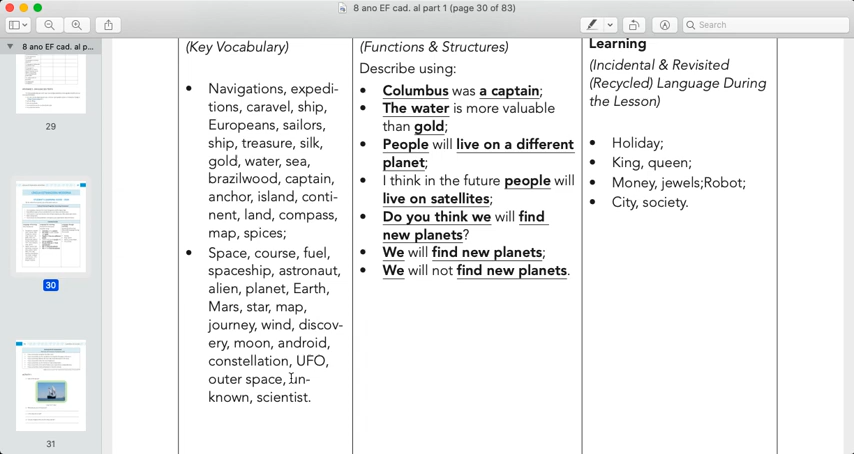 8 ano EF cad. al part 1 (page 30 of 83)
Search
8 ano EF cad. al p...
29
30
31
(Key Vocabulary)
• Navigations, expedi-
tions, caravel, ship,
Europeans, sailors,
ship, treasure, silk,
gold, water, sea,
brazilwood, captain,
anchor, island, conti-
nent, land, compass,
map, spices;
• Space, course, fuel,
spaceship, astronaut,
alien, planet, Earth,
Mars, star, map,
journey, wind, discov-
ery, moon, android,
constellation, UFO,
outer space, un-
known, scientist.
(Functions & Structures)
Describe using:
• Columbus was a captain;
• The water is more valuable
than gold;
• People will live on a different
planet;
• I think in the future people will
live on satellites;
• Do you think we will find
new planets?
• We will find new planets;
• We will not find new planets.
Learning
(Incidental & Revisited
(Recycled) Language During
the Lesson)
• Holiday;
• King, queen;
• Money, jewels;Robot;
• City, society.